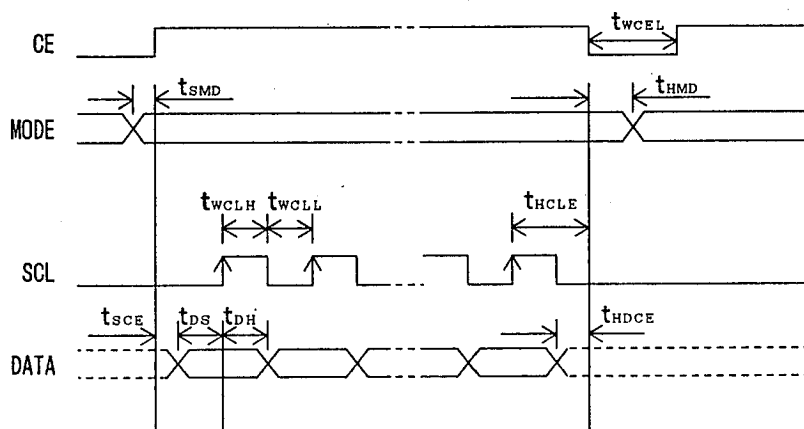 CE
tWCEL
tSMD
tHMD
MODE
tWCLH
tWCLL
tHCLE
SCL
tSCE
tDS
tDH
tHDCE
DATA